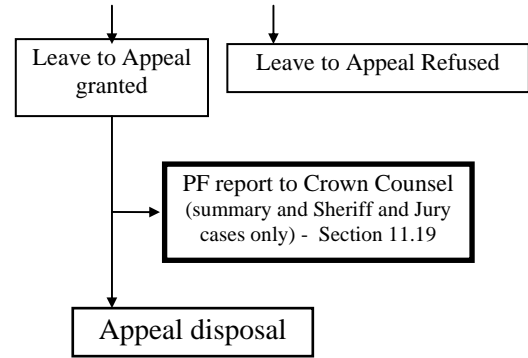 Leave to Appeal
granted
Leave to Appeal Refused
PF report to Crown Counsel
(summary and Sheriff and Jury
cases only) - Section 11.19
Appeal disposal